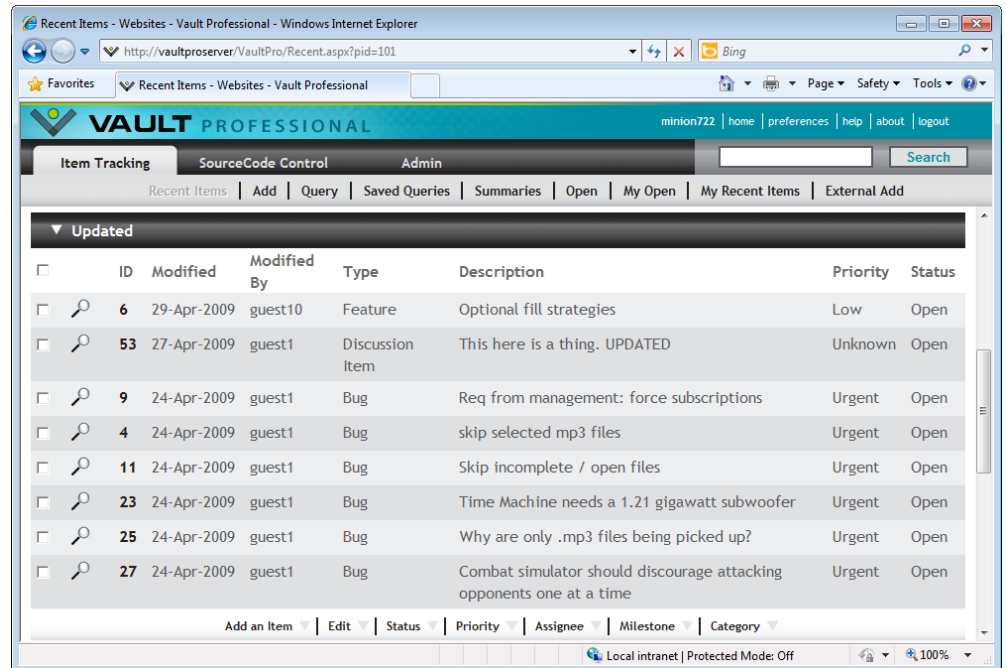 Recent Items - Websites - Vault Professional - Windows Internet Explorer
http://vaultproserver/VaultPro/Recent.aspx?pid=101
Bing
Favorites
Recent Items - Websites - Vault Professional
Page Safety Tools
VAULT PROFESSIONAL
minion722 | home | preferences | help | about | logout
Item Tracking SourceCode Control Admin Search
Recent Items | Add | Query | Saved Queries | Summaries | Open | My Open | My Recent Items | External Add
Updated
ID Modified Modified By Type Description Priority Status
6 29-Apr-2009 guest10 Feature Optional fill strategies Low Open
53 27-Apr-2009 guest1 Discussion Item This here is a thing. UPDATED Unknown Open
9 24-Apr-2009 guest1 Bug Req from management: force subscriptions Urgent Open
4 24-Apr-2009 guest1 Bug skip selected mp3 files Urgent Open
11 24-Apr-2009 guest1 Bug Skip incomplete / open files Urgent Open
23 24-Apr-2009 guest1 Bug Time Machine needs a 1.21 gigawatt subwoofer Urgent Open
25 24-Apr-2009 guest1 Bug Why are only .mp3 files being picked up? Urgent Open
27 24-Apr-2009 guest1 Bug Combat simulator should discourage attacking opponents one at a time Urgent Open
Add an Item | Edit | Status | Priority | Assignee | Milestone | Category
Local intranet | Protected Mode: Off 100%